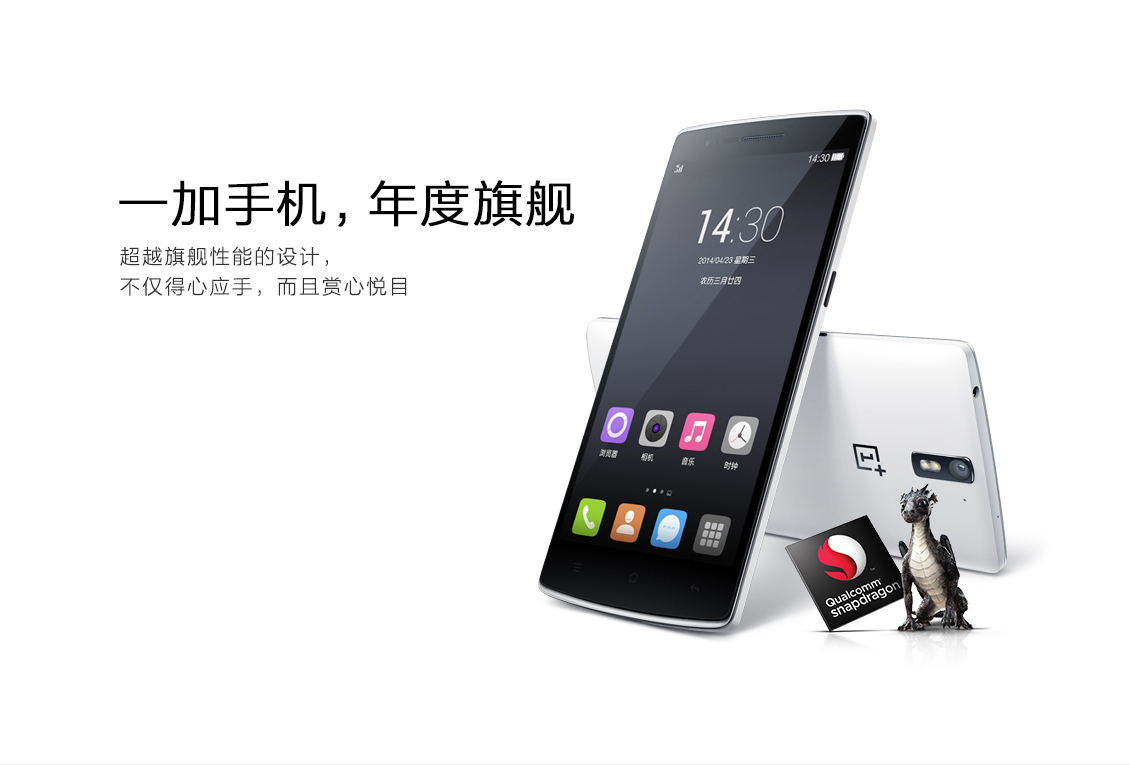 一加手机，年度旗舰
超越旗舰性能的设计，
不仅得心应手，而且赏心悦目
14:30
14:30
2014/04/23 星期三
农历三月廿四
浏览器
相机
音乐
时钟
Qualcomm
snapdragon